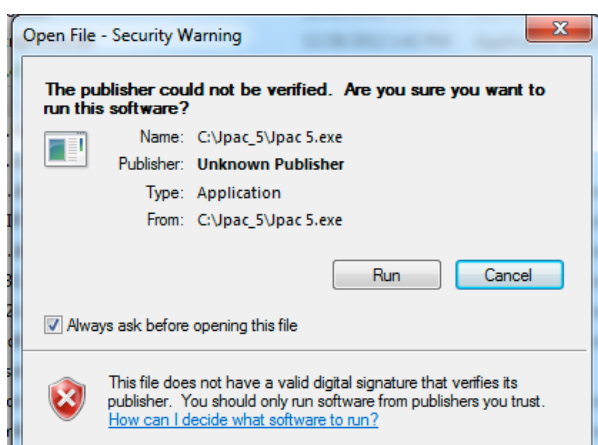 Open File - Security Warning
The publisher could not be verified. Are you sure you want to
run this software?
Name: C:\Jpac_5\Jpac 5.exe
Publisher: Unknown Publisher
Type: Application
From: C:\Jpac_5\Jpac 5.exe
Run Cancel
Always ask before opening this file
This file does not have a valid digital signature that verifies its
publisher. You should only run software from publishers you trust.
How can I decide what software to run?